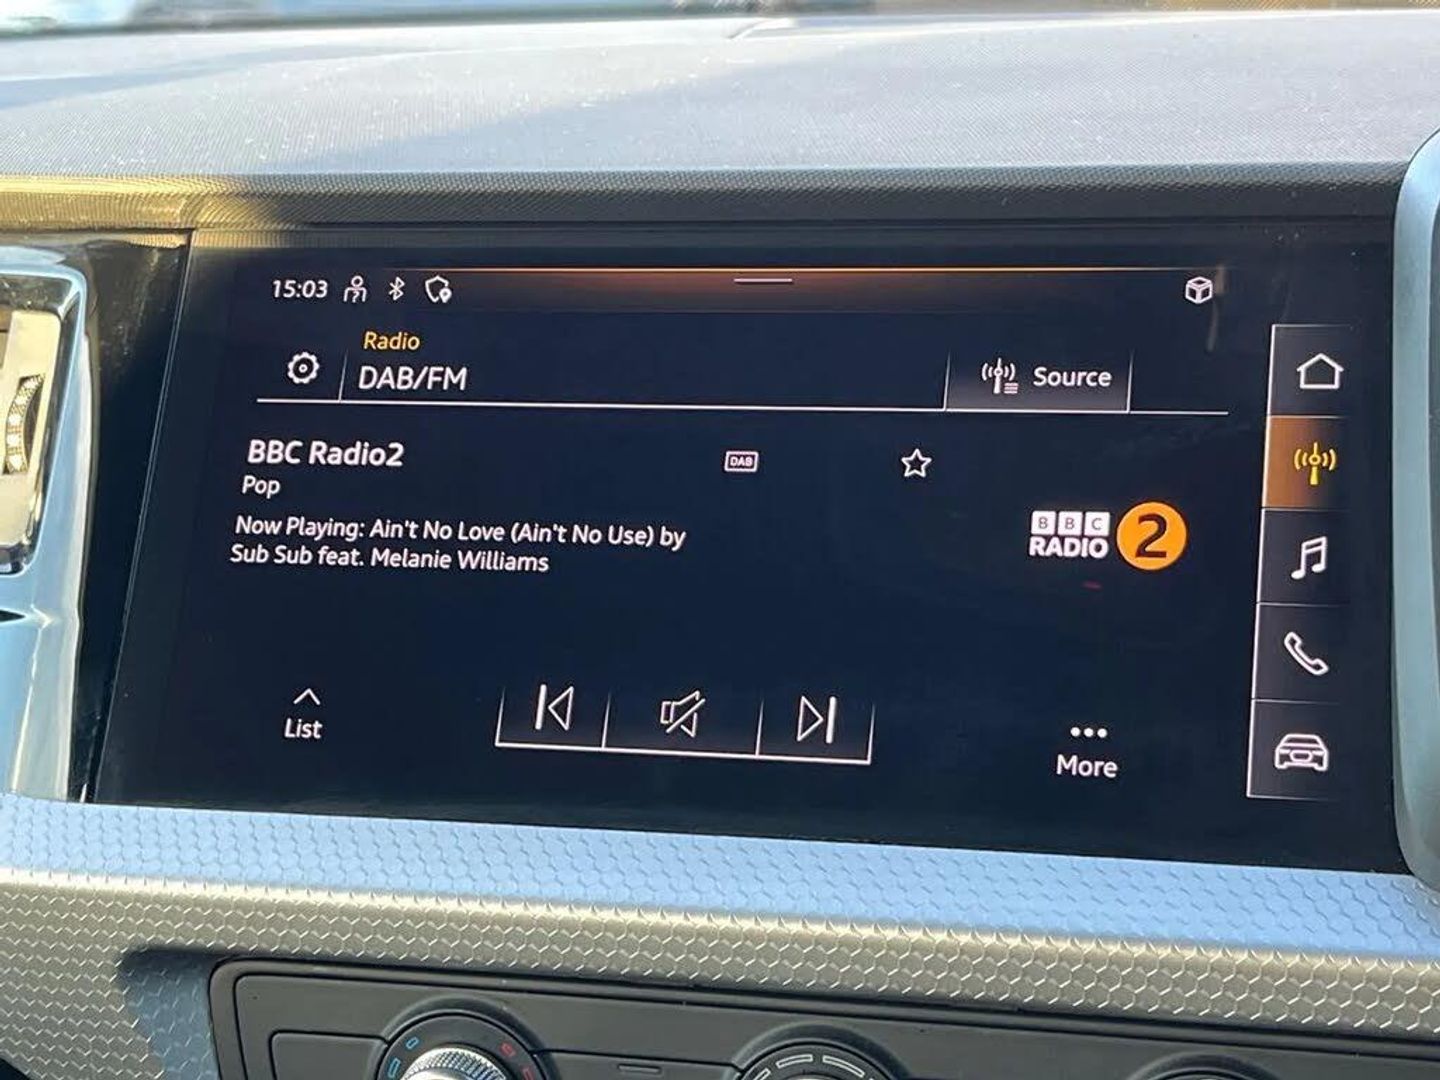 15:03
Radio
DAB/FM
Source
BBC Radio2
DAB
Pop
Now Playing: Ain't No Love (Ain't No Use) by
Sub Sub feat. Melanie Williams
BBC
RADIO 2
List
More